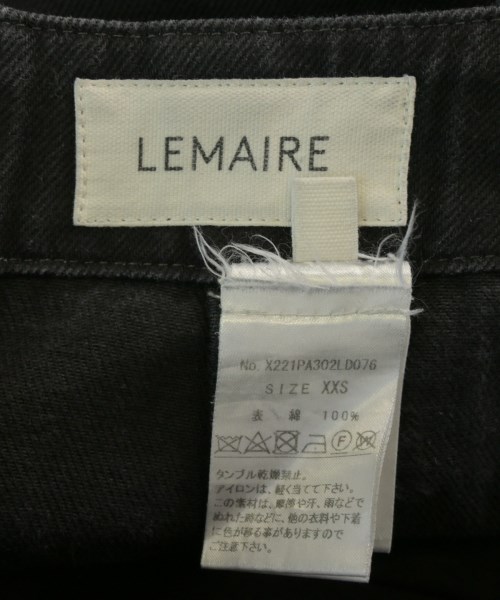 LEMAIRE
No. X221PA302LD076
SIZE XXS
表 綿 100%
タンブル乾燥禁止。
アイロンは、軽く当てて下さい。
この素材は、摩擦や汗、雨などで
ぬれた時などに、他の衣料や下着
に色が移る事がありますので
ご注意下さい。